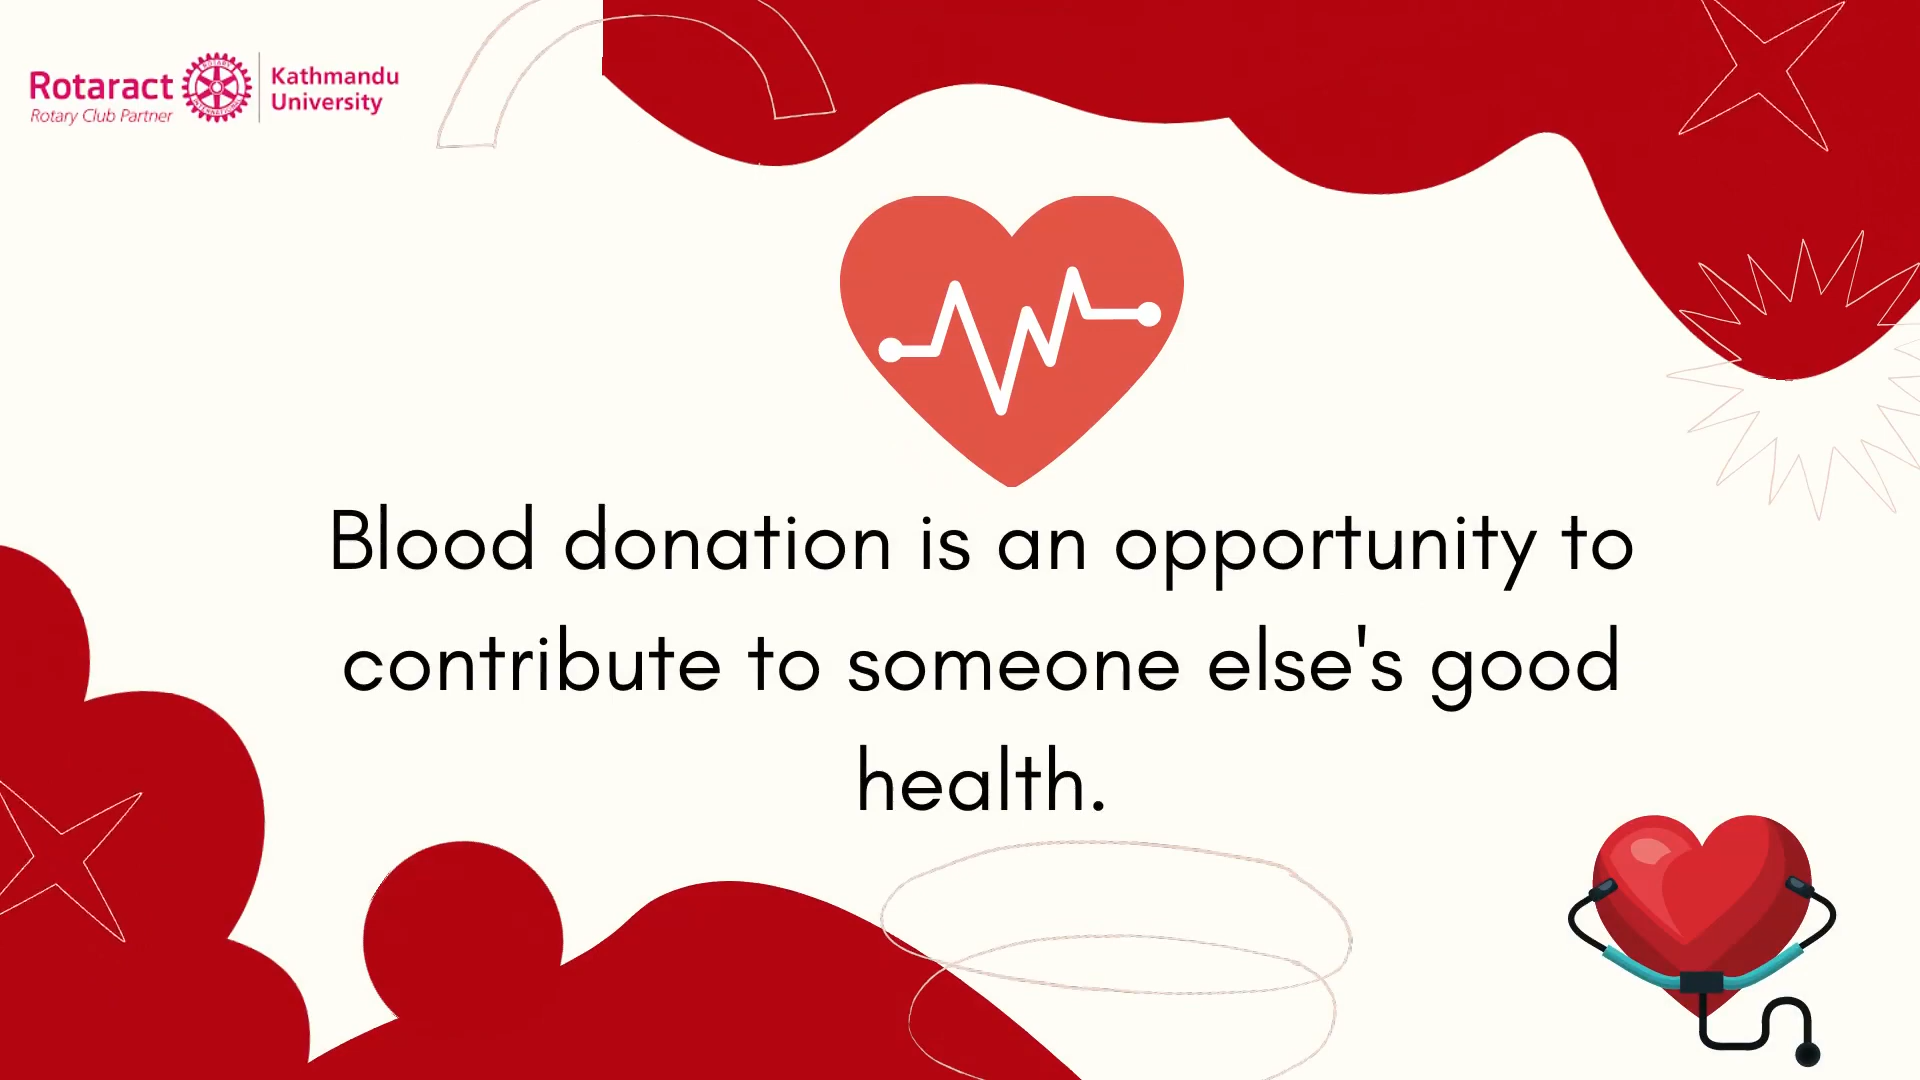 Rotaract
Rotary Club Partner
Kathmandu
University
Blood donation is an opportunity to
contribute to someone else's good
health.